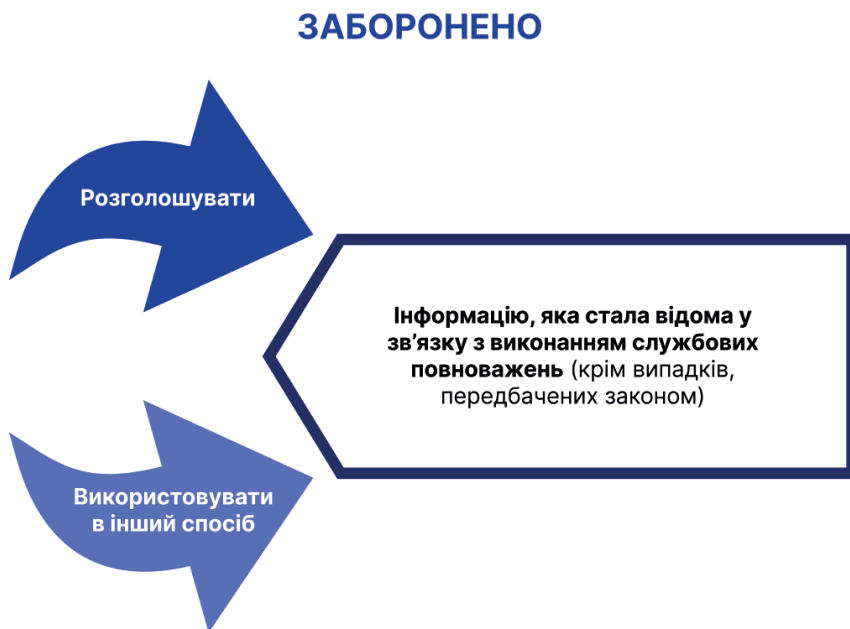 ЗАБОРОНЕНО
Розголошувати
Інформацію, яка стала відома у
зв’язку з виконанням службових
повноважень (крім випадків,
передбачених законом)
Використовувати
в інший спосіб